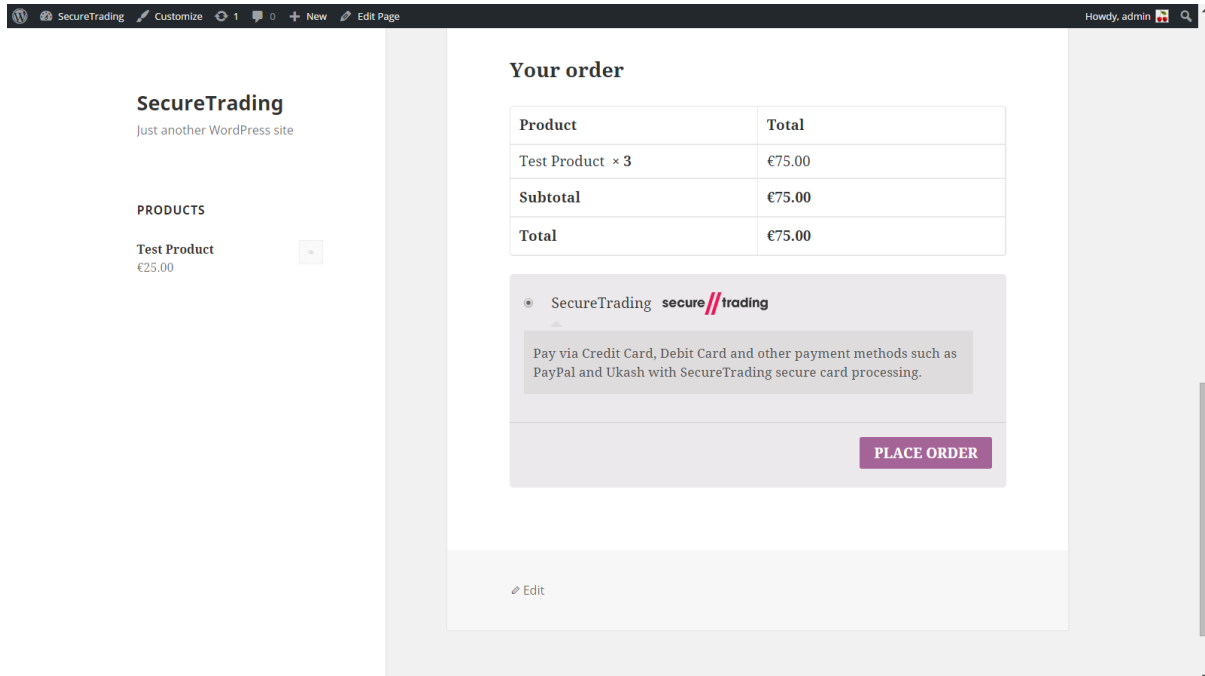 SecureTrading Customize 1 0 New Edit Page Howdy, admin
SecureTrading
Just another WordPress site
PRODUCTS
Test Product
€25.00
Your order
Product Total
Test Product × 3 €75.00
Subtotal €75.00
Total €75.00
SecureTrading secure//trading
Pay via Credit Card, Debit Card and other payment methods such as
PayPal and Ukash with SecureTrading secure card processing.
PLACE ORDER
Edit